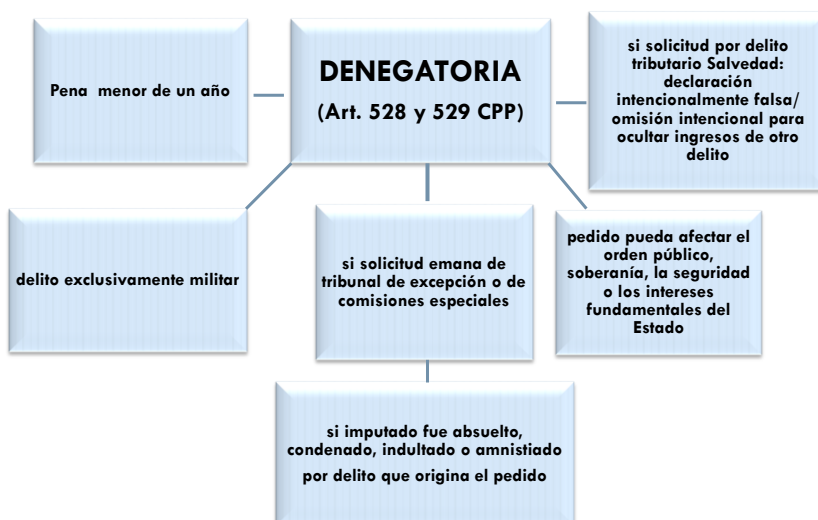 Pena menor de un año
DENEGATORIA
(Art. 528 y 529 CPP)
si solicitud por delito
tributario Salvedad:
declaración
intencionalmente falsa/
omisión intencional para
ocultar ingresos de otro
delito
delito exclusivamente militar
si solicitud emana de
tribunal de excepción o de
comisiones especiales
pedido pueda afectar el
orden público,
soberanía, la seguridad
o los intereses
fundamentales del
Estado
si imputado fue absuelto,
condenado, indultado o amnistiado
por delito que origina el pedido